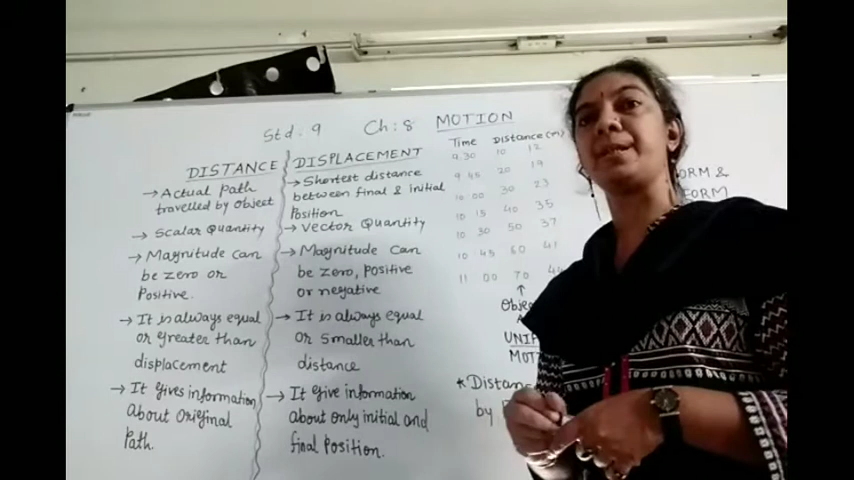 Std. 9 Ch: 8 MOTION
DISTANCE
→ Actual Path
travelled by Object
→ Scalar Quantity
→ Magnitude can
be zero or
Positive.
→ It is always equal
or greater than
displacement
→ It gives information
about Original
Path.
DISPLACEMENT
→ Shortest distance
between final & initial
Position
→ Vector Quantity
→ Magnitude can
be zero, positive
or negative
→ It is always equal
or Smaller than
distance
→ It give information
about only initial and
final Position.
Time Distance (m)
9.30 10 12
9 45 20 19
10 00 30 23
10 15 40 35
10 30 50 37
10 45 60 41
11 00 70
↑
MOT
* Distan
by
ORM &
FORM